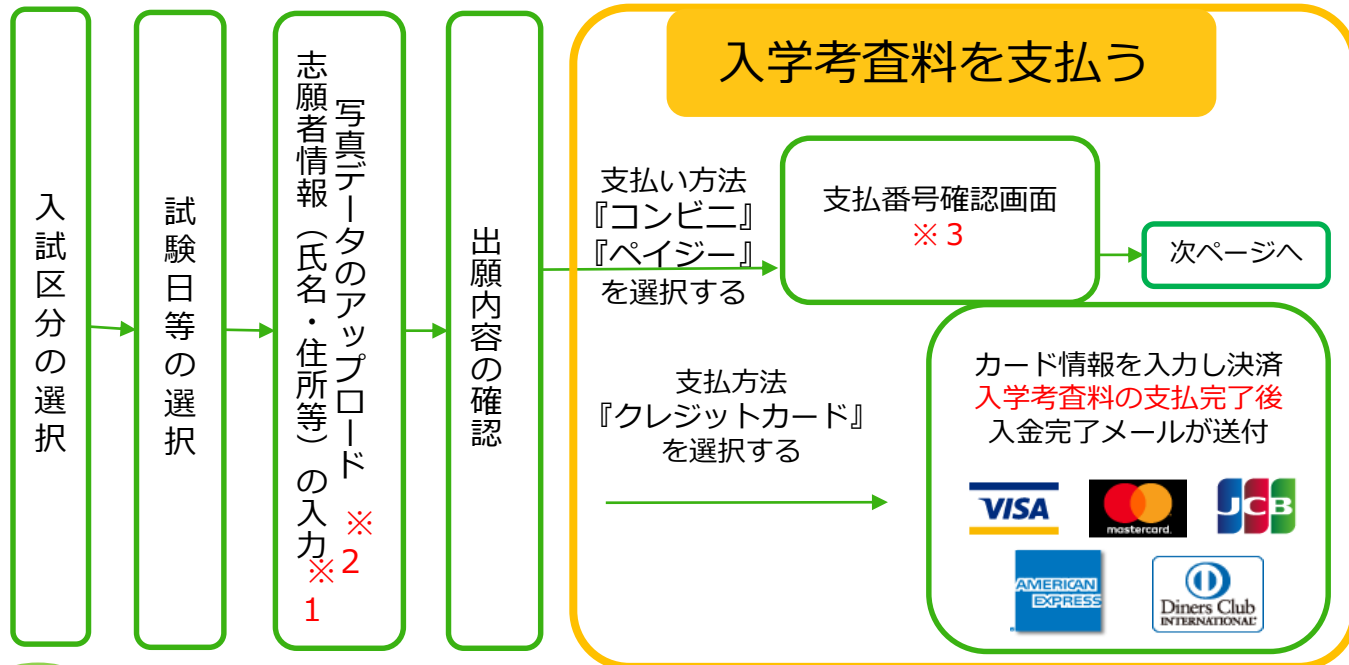 入試区分の選択
試験日等の選択
写真データのアップロード ※2
志願者情報（氏名・住所等）の入力※1
出願内容の確認
入学考査料を支払う
支払い方法
『コンビニ』
『ペイジー』
を選択する
支払番号確認画面
※３
次ページへ
支払方法
『クレジットカード』
を選択する
カード情報を入力し決済
入学考査料の支払完了後
入金完了メールが送付
VISA
mastercard.
JCB
AMERICAN
EXPRESS
Diners Club
INTERNATIONAL